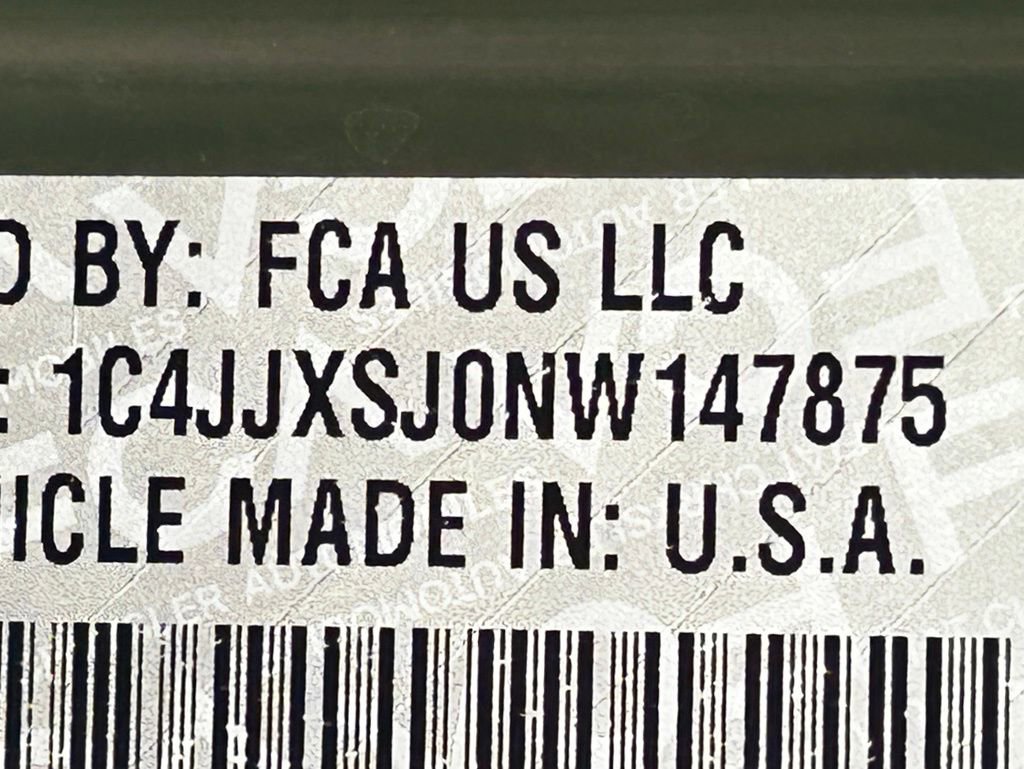 D BY: FCA US LLC
: 1C4JJXSJ0NW147875
ICLE MADE IN: U.S.A.